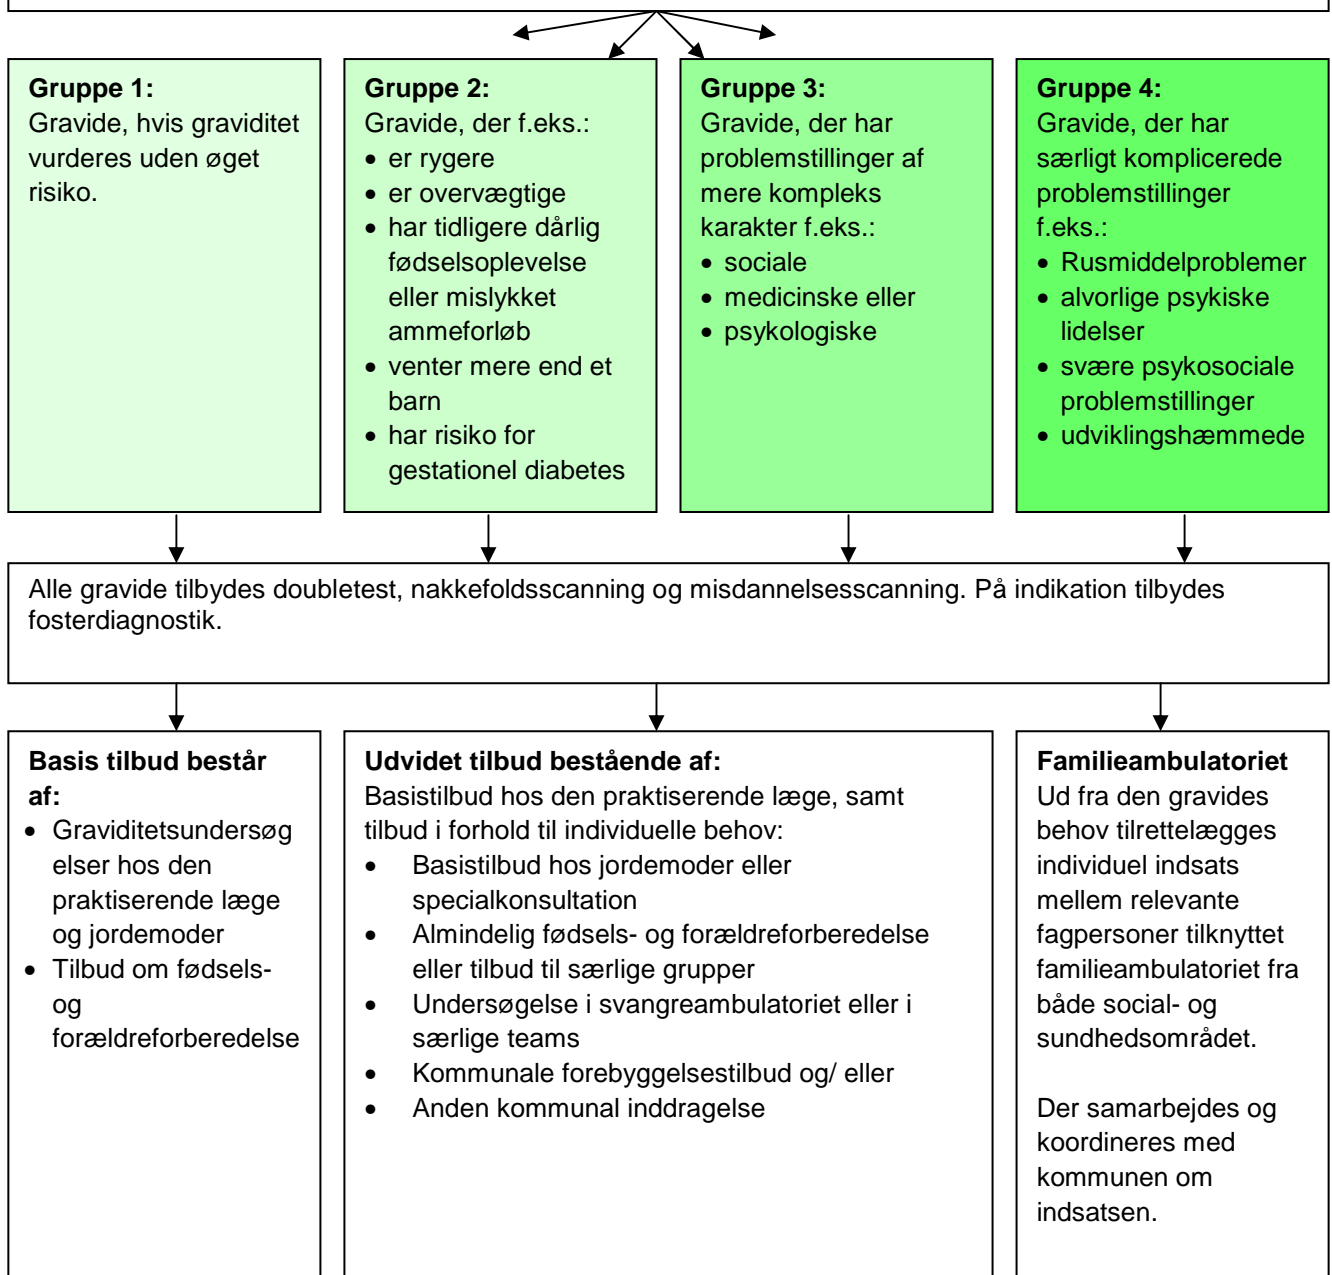 Gruppe 1:
Gravide, hvis graviditet
vurderes uden øget
risiko.
Gruppe 2:
Gravide, der f.eks.:
• er rygere
• er overvægtige
• har tidligere dårlig
fødselsoplevelse
eller mislykket
ammeforløb
• venter mere end et
barn
• har risiko for
gestationel diabetes
Gruppe 3:
Gravide, der har
problemstillinger af
mere kompleks
karakter f.eks.:
• sociale
• medicinske eller
• psykologiske
Gruppe 4:
Gravide, der har
særligt komplicerede
problemstillinger
f.eks.:
• Rusmiddelproblemer
• alvorlige psykiske
lidelser
• svære psykosociale
problemstillinger
• udviklingshæmmede
Alle gravide tilbydes doubletest, nakkefoldsscanning og misdannelsesscanning. På indikation tilbydes
fosterdiagnostik.
Basis tilbud består
af:
• Graviditetsundersøg
elser hos den
praktiserende læge
og jordemoder
• Tilbud om fødsels-
og
forældreforberedelse
Udvidet tilbud bestående af:
Basistilbud hos den praktiserende læge, samt
tilbud i forhold til individuelle behov:
• Basistilbud hos jordemoder eller
specialkonsultation
• Almindelig fødsels- og forældreforberedelse
eller tilbud til særlige grupper
• Undersøgelse i svangreambulatoriet eller i
særlige teams
• Kommunale forebyggelsestilbud og/ eller
• Anden kommunal inddragelse
Familieambulatoriet
Ud fra den gravides
behov tilrettelægges
individuel indsats
mellem relevante
fagpersoner tilknyttet
familieambulatoriet fra
både social- og
sundhedsområdet.
Der samarbejdes og
koordineres med
kommunen om
indsatsen.